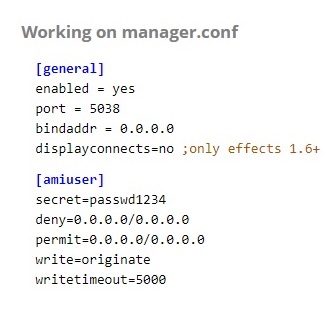 Working on manager.conf
[general]
enabled = yes
port = 5038
bindaddr = 0.0.0.0
displayconnects=no ;only effects 1.6+
[amiuser]
secret=passwd1234
deny=0.0.0.0/0.0.0.0
permit=0.0.0.0/0.0.0.0
write=originate
writetimeout=5000